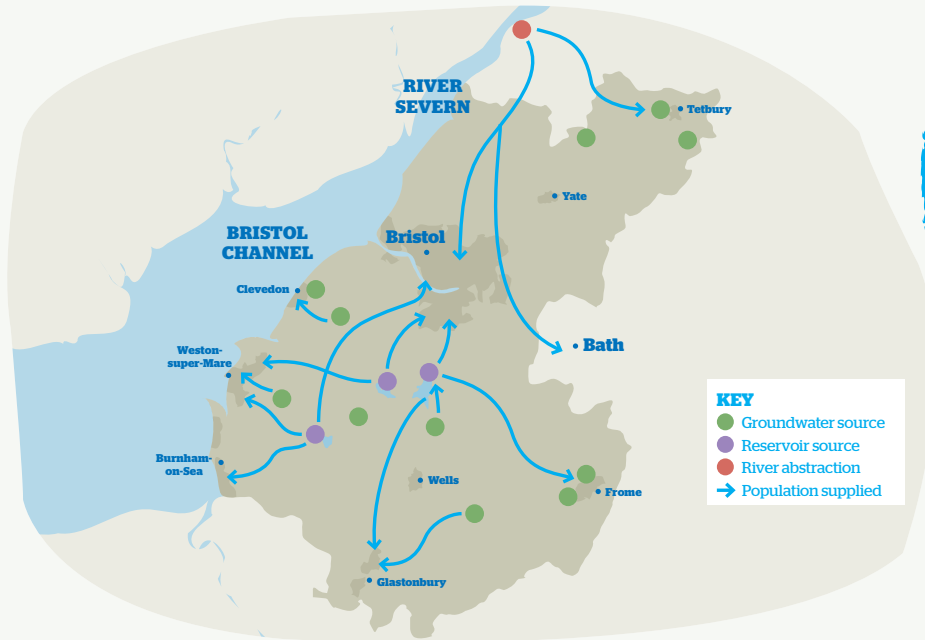 RIVER
SEVERN
Tetbury
Yate
BRISTOL
CHANNEL
Bristol
Clevedon
Weston-
super-Mare
Bath
KEY
Groundwater source
Reservoir source
River abstraction
Population supplied
Burnham-
on-Sea
Wells
Frome
Glastonbury